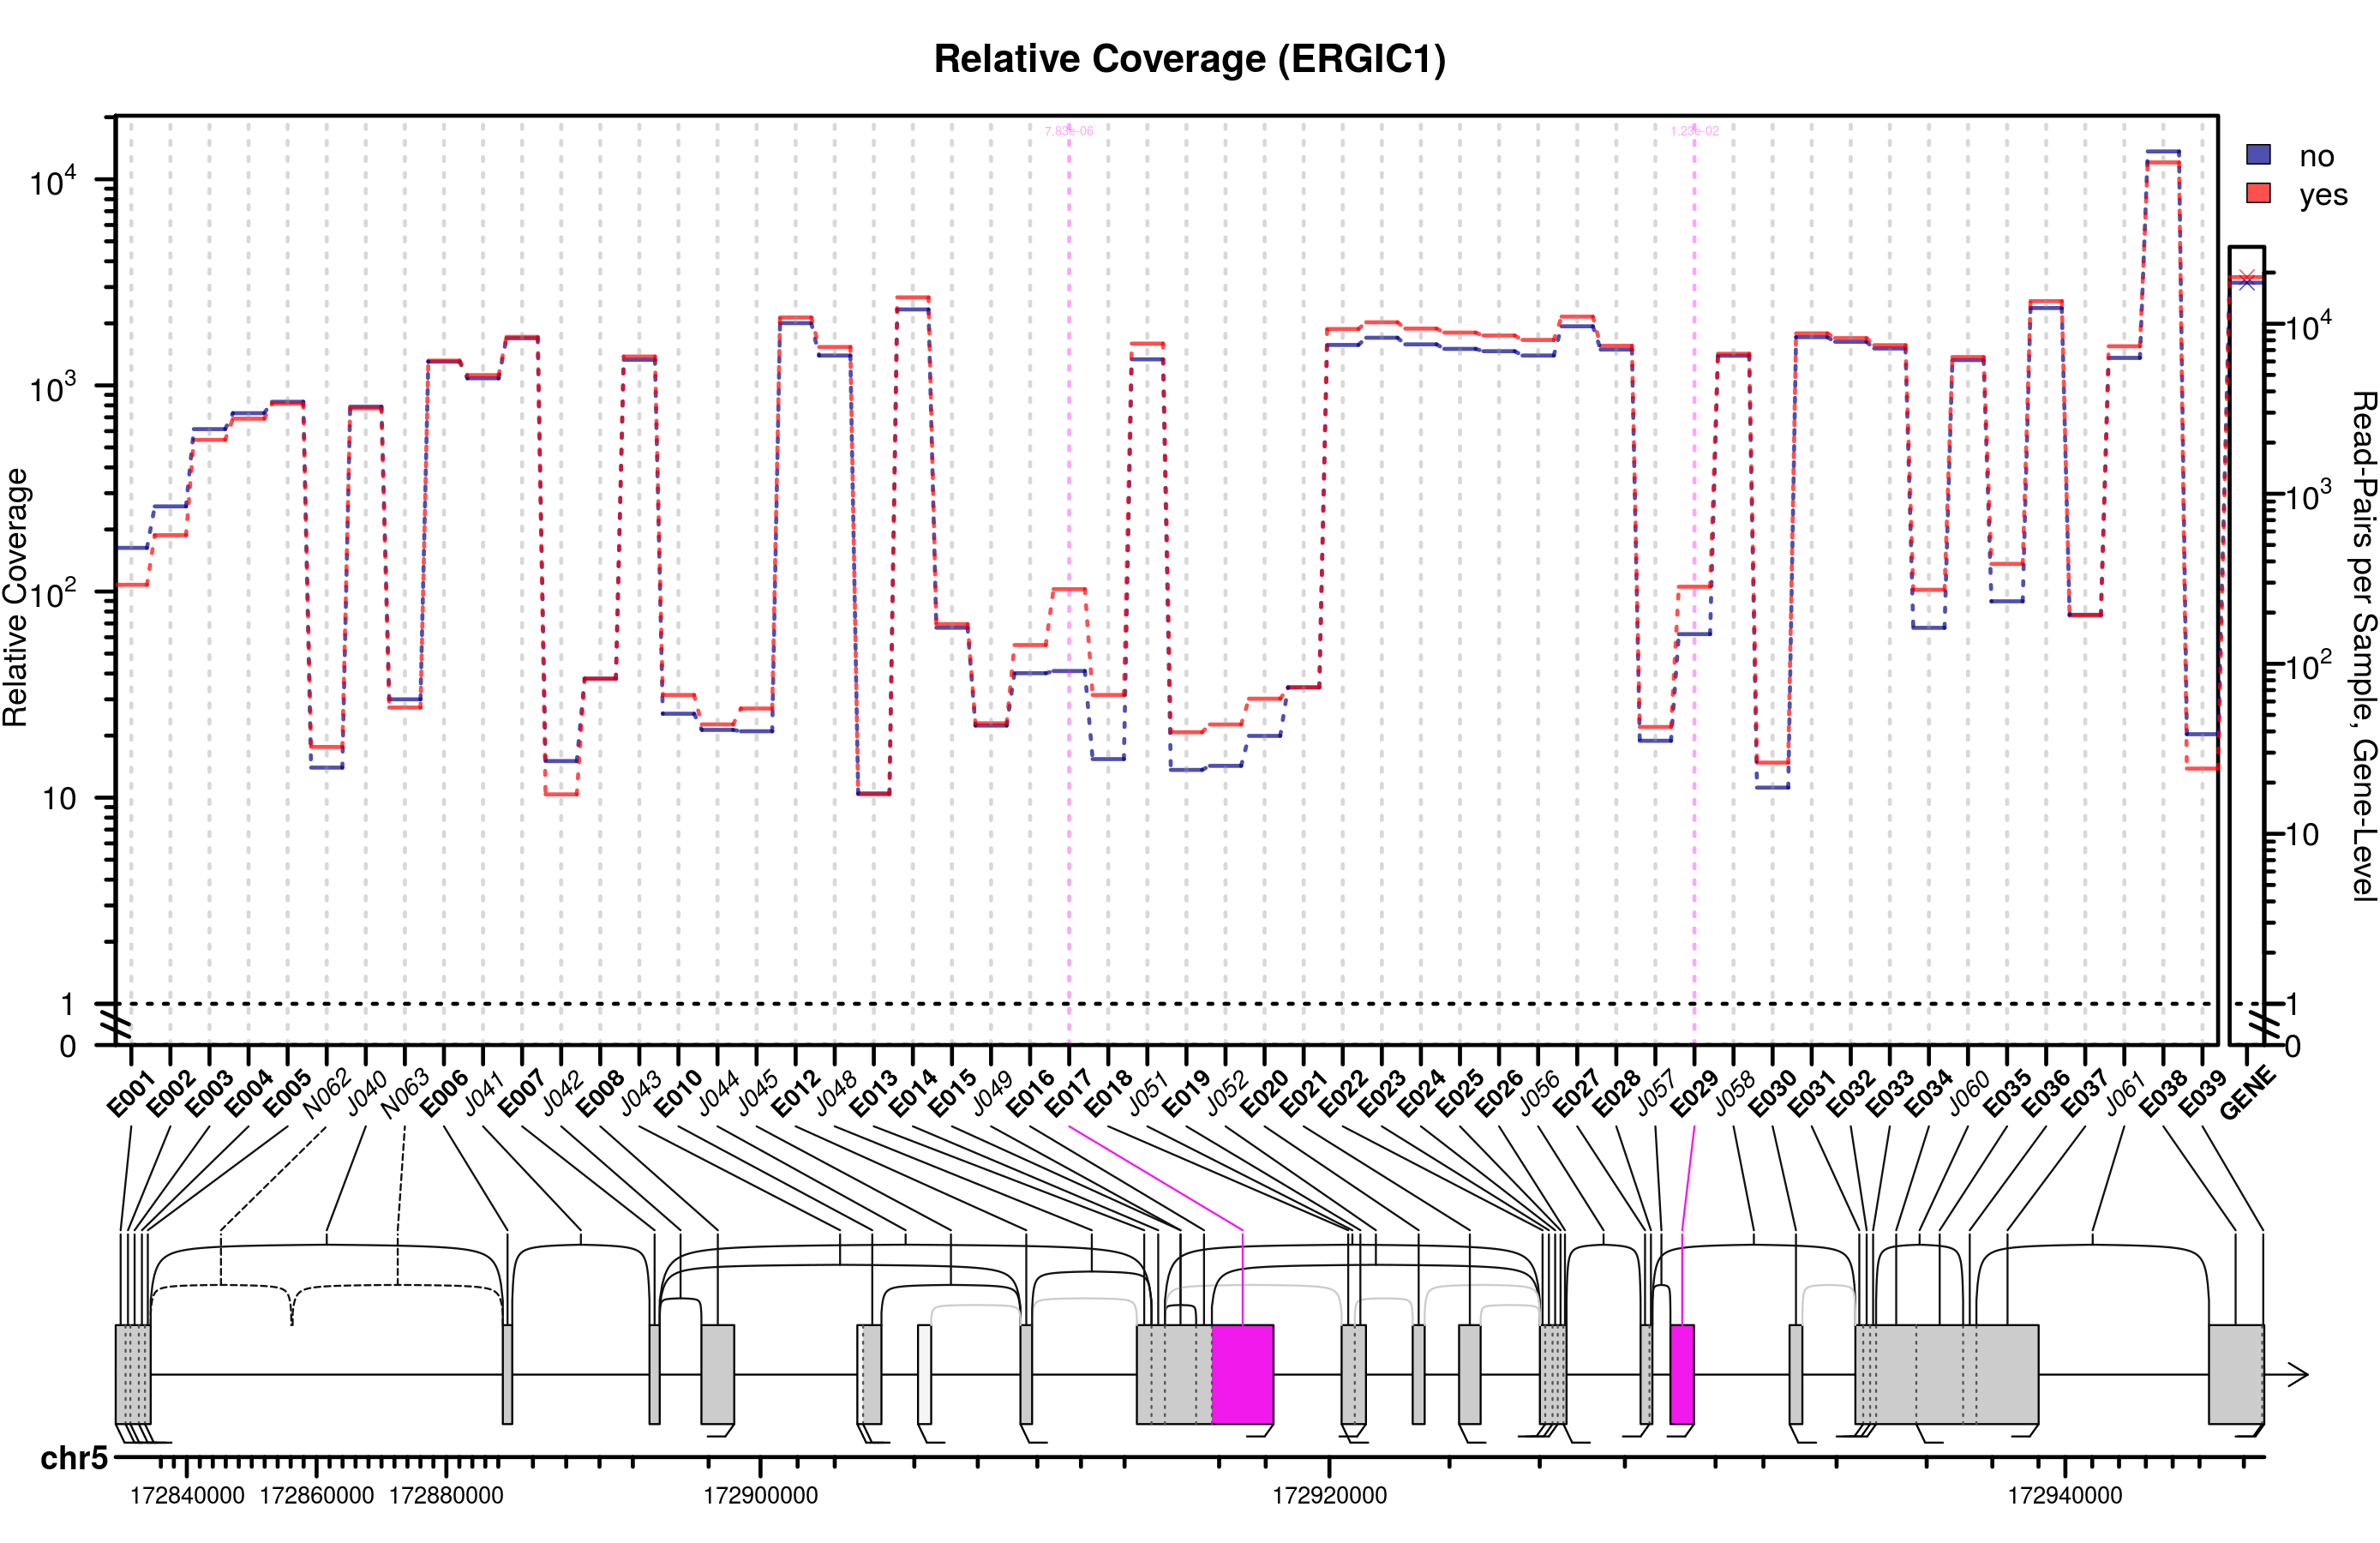 Relative Coverage (ERGIC1)
7.83e-06
1.23e-02
no
yes
Relative Coverage
10^4
10^3
10^2
10
1
0
Read-Pairs per Sample, Gene-Level
10^4
10^3
10^2
10
1
0
E001 E002 E003 E004 E005 N062 J040 N063 E006 J041 E007 J042 E008 J043 E010 J044 J045 E012 J048 E013 E014 E015 J049 E016 E017 E018 J051 E019 J052 E020 E021 E022 E023 E024 E025 E026 J056 E027 E028 J057 E029 J058 E030 E031 E032 E033 E034 J060 E035 E036 E037 J061 E038 E039 GENE
chr5
172840000 172860000 172880000 172900000 172920000 172940000